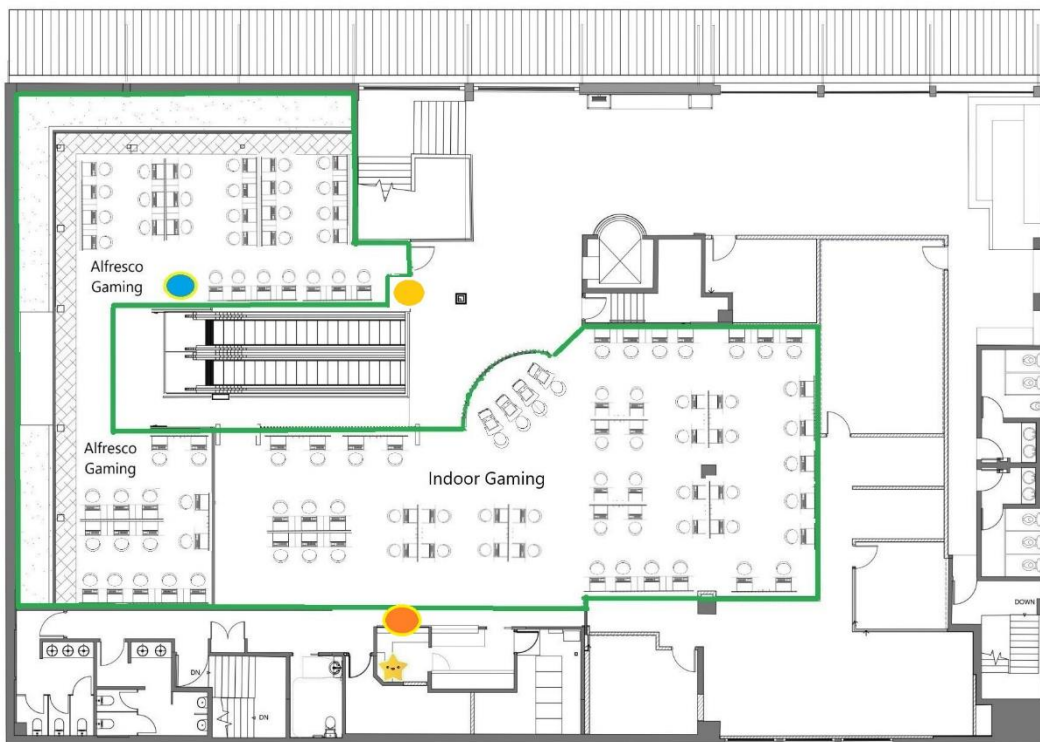 Alfresco
Gaming
Alfresco
Gaming
Indoor Gaming
DOWN
DN
DN